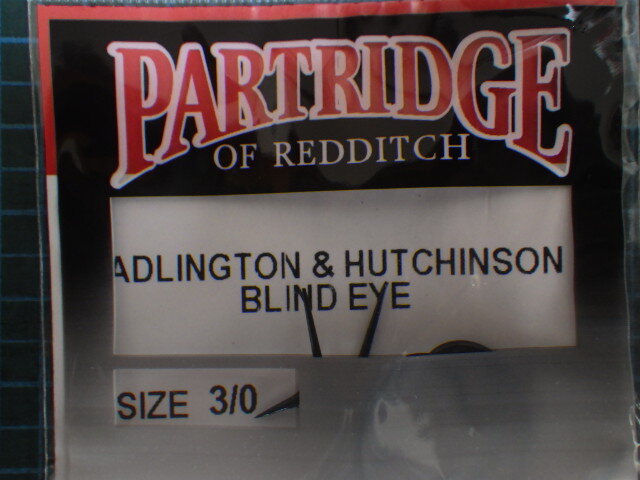 PARTRIDGE
OF REDDITCH
ADLINGTON & HUTCHINSON
BLIND EYE
SIZE 3/0